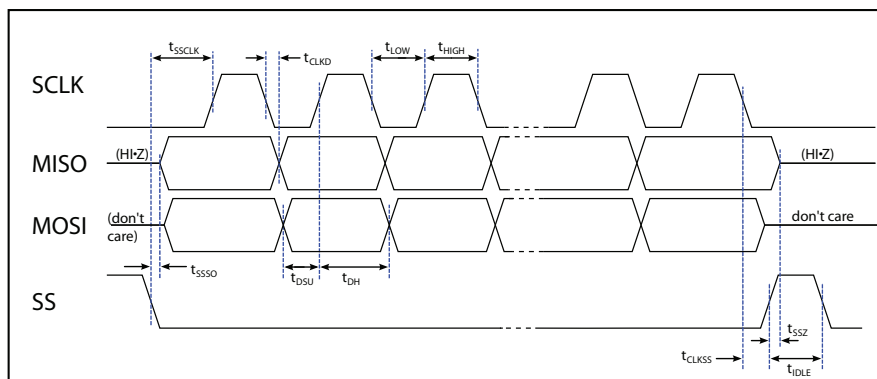 tSSCLK
tCLKD
tLOW
tHIGH
SCLK
MISO
(HI•Z)
(HI•Z)
MOSI
(don't
care)
don't care
tSSSO
tDSU
tDH
SS
tSSZ
tCLKSS
tIDLE